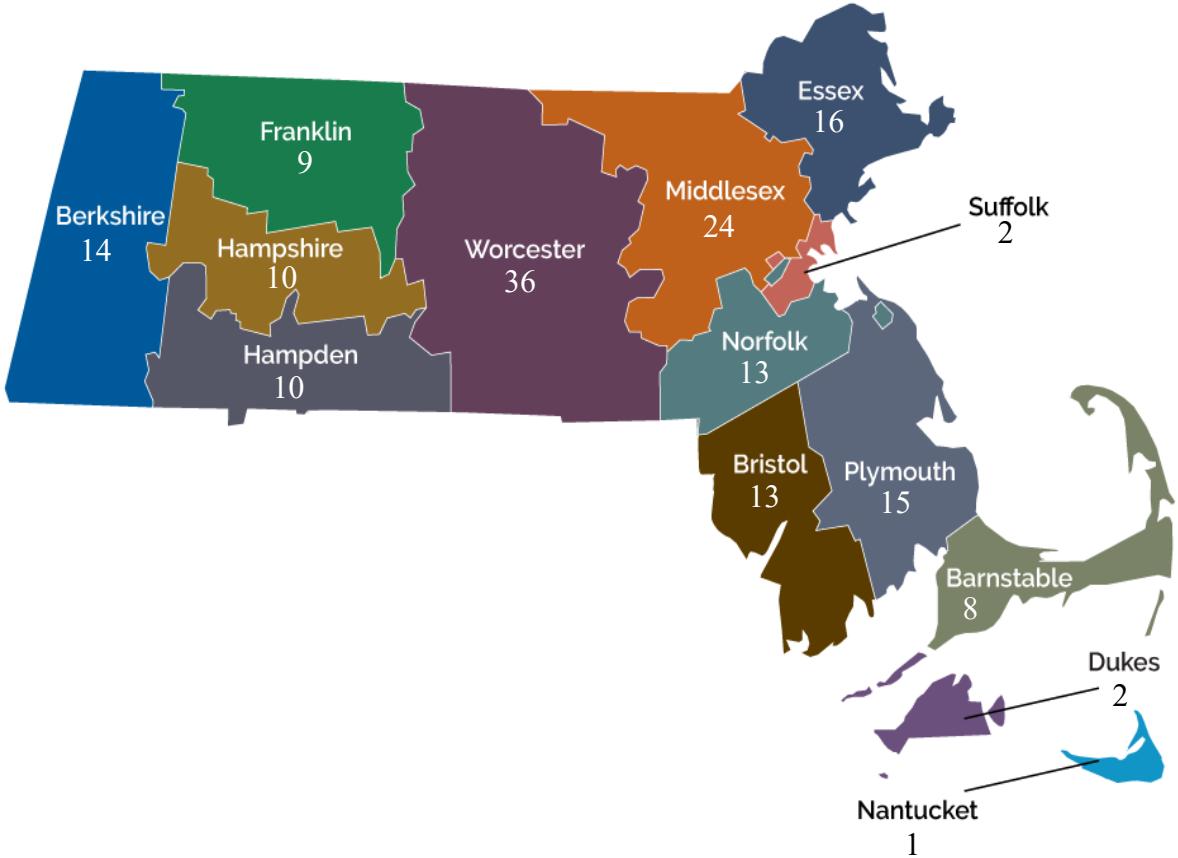 Essex
16
Franklin
9
Middlesex
24
Suffolk
2
Berkshire
14
Hampshire
10
Worcester
36
Norfolk
13
Hampden
10
Bristol
13
Plymouth
15
Barnstable
8
Dukes
2
Nantucket
1